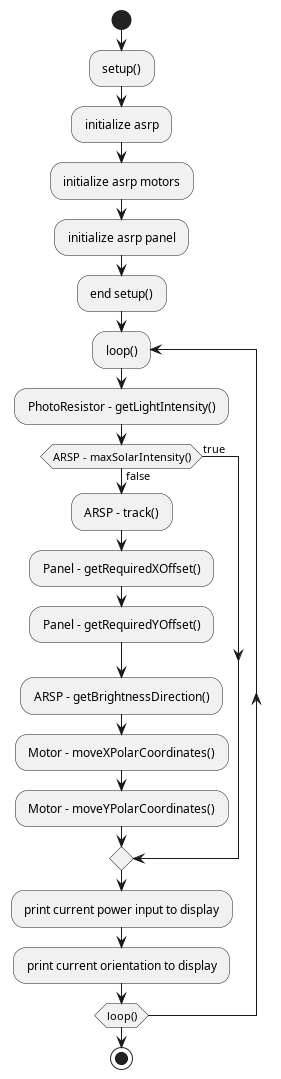 setup()
initialize asrp
initialize asrp motors
initialize asrp panel
end setup()
loop()
PhotoResistor - getLightIntensity()
ARSP - maxSolarIntensity()
true
false
ARSP - track()
Panel - getRequiredXOffset()
Panel - getRequiredYOffset()
ARSP - getBrightnessDirection()
Motor - moveXPolarCoordinates()
Motor - moveYPolarCoordinates()
print current power input to display
print current orientation to display
loop()